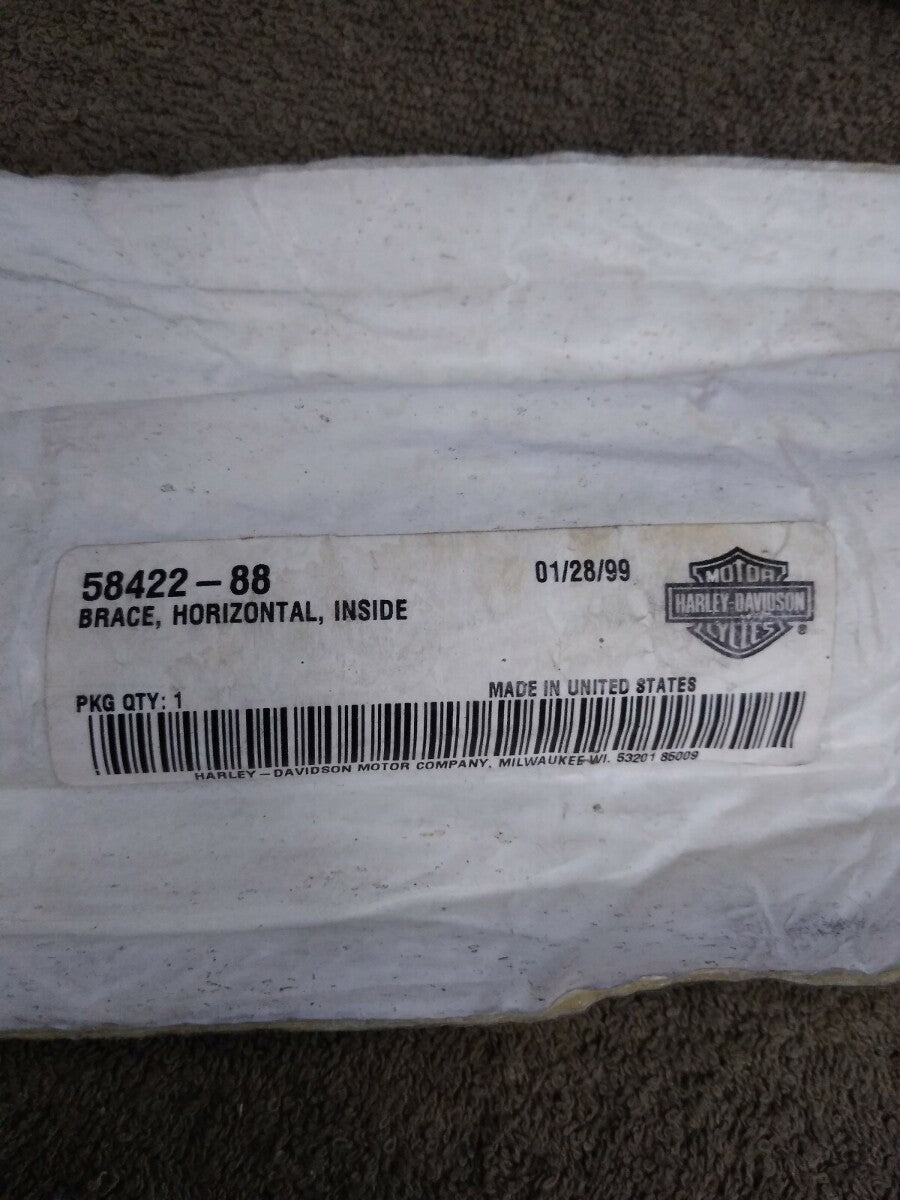 58422-88
01/28/99
BRACE, HORIZONTAL, INSIDE
MOTOR
HARLEY-DAVIDSON
CYCLES
®
PKG QTY: 1
MADE IN UNITED STATES
HARLEY-DAVIDSON MOTOR COMPANY, MILWAUKEE WI. 53201 85009